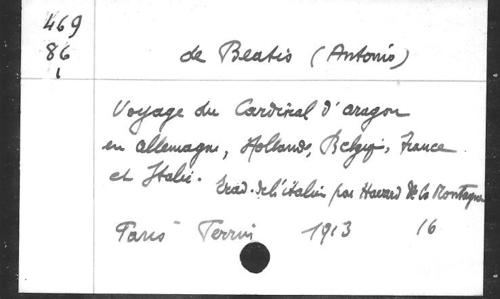 469
86
1
de Beatis (Antonio)
Voyage du Cardinal d'aragon
en allemagne, Hollande, Belgiq, France
et Italie. Trad. de l'italien par Havard de la Montagne
Paris Perrin 1913 16